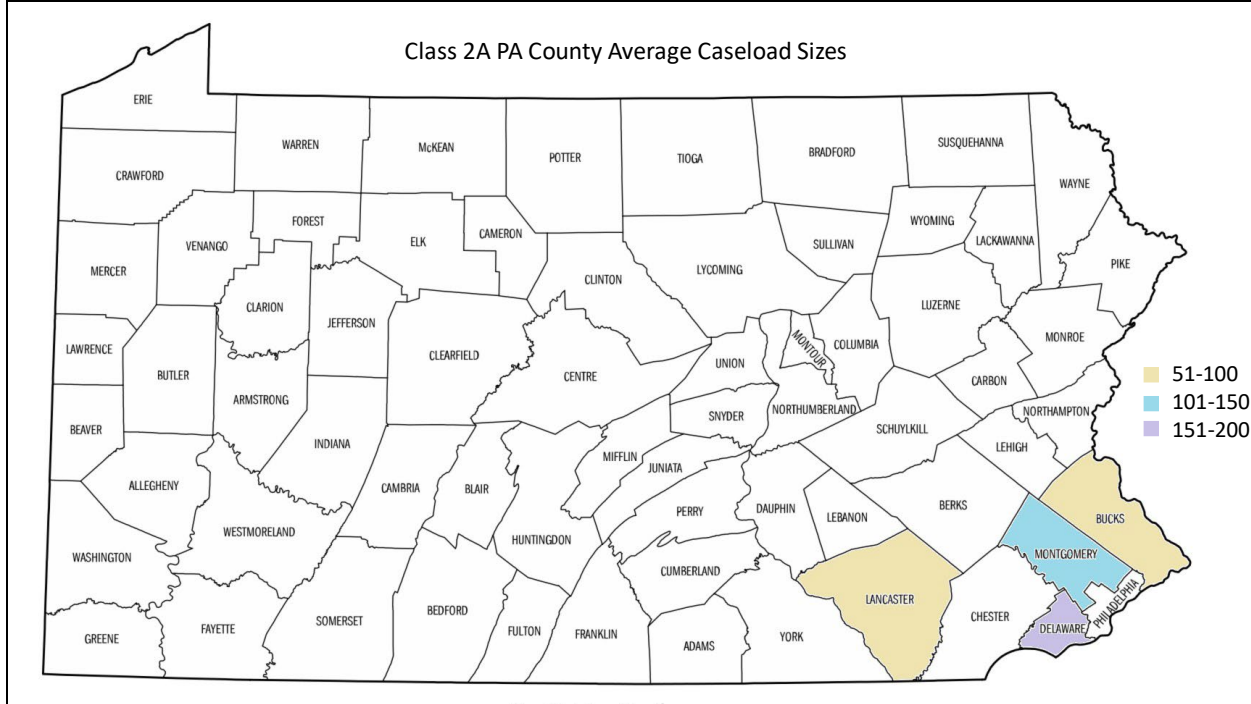 Class 2A PA County Average Caseload Sizes
ERIE
WARREN
McKEAN
POTTER
TIOGA
BRADFORD
SUSQUEHANNA
WAYNE
CRAWFORD
FOREST
VENANGO
ELK
CAMERON
SULLIVAN
WYOMING
LACKAWANNA
PIKE
MERCER
CLINTON
LYCOMING
CLARION
JEFFERSON
LUZERNE
MONROE
LAWRENCE
BUTLER
CLEARFIELD
CENTRE
UNION
MONTOUR
COLUMBIA
CARBON
51-100
101-150
151-200
ARMSTRONG
SNYDER
NORTHUMBERLAND
NORTHAMPTON
BEAVER
INDIANA
SCHUYLKILL
LEHIGH
MIFFLIN
JUNIATA
ALLEGHENY
CAMBRIA
BLAIR
PERRY
DAUPHIN
LEBANON
BERKS
BUCKS
WESTMORELAND
HUNTINGDON
WASHINGTON
MONTGOMERY
CUMBERLAND
LANCASTER
PHILADELPHIA
GREENE
FAYETTE
SOMERSET
BEDFORD
FULTON
FRANKLIN
ADAMS
YORK
CHESTER
DELAWARE